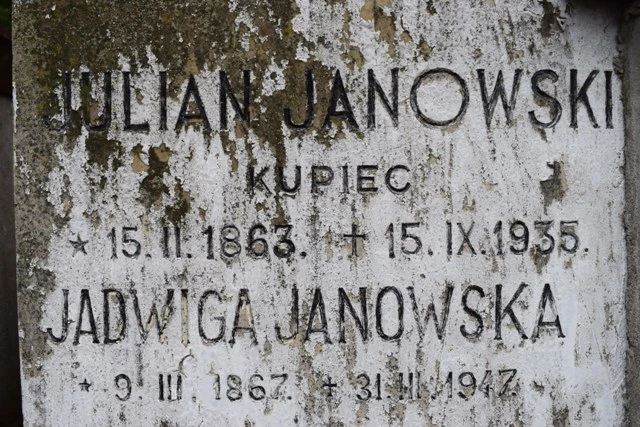 JULIAN JANOWSKI
KUPIEC
* 15. II. 1863. + 15. IX. 1935.
JADWIGA JANOWSKA
* 9. III. 1867. + 31 III. 1947.